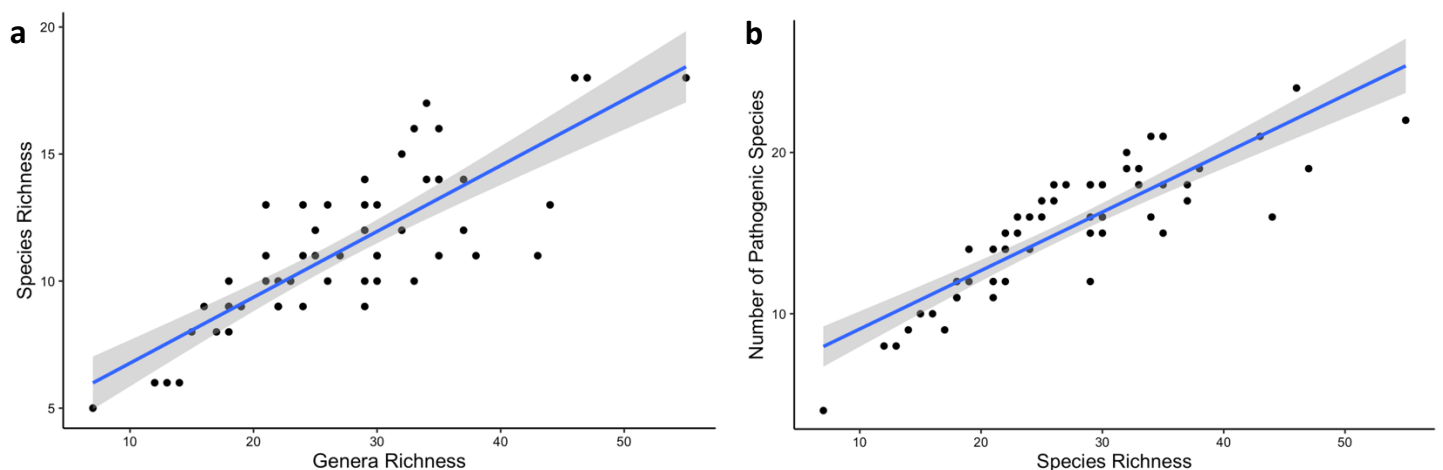 a
20
15
10
5
Species Richness
10 20 30 40 50
Genera Richness
b
20
10
Number of Pathogenic Species
10 20 30 40 50
Species Richness